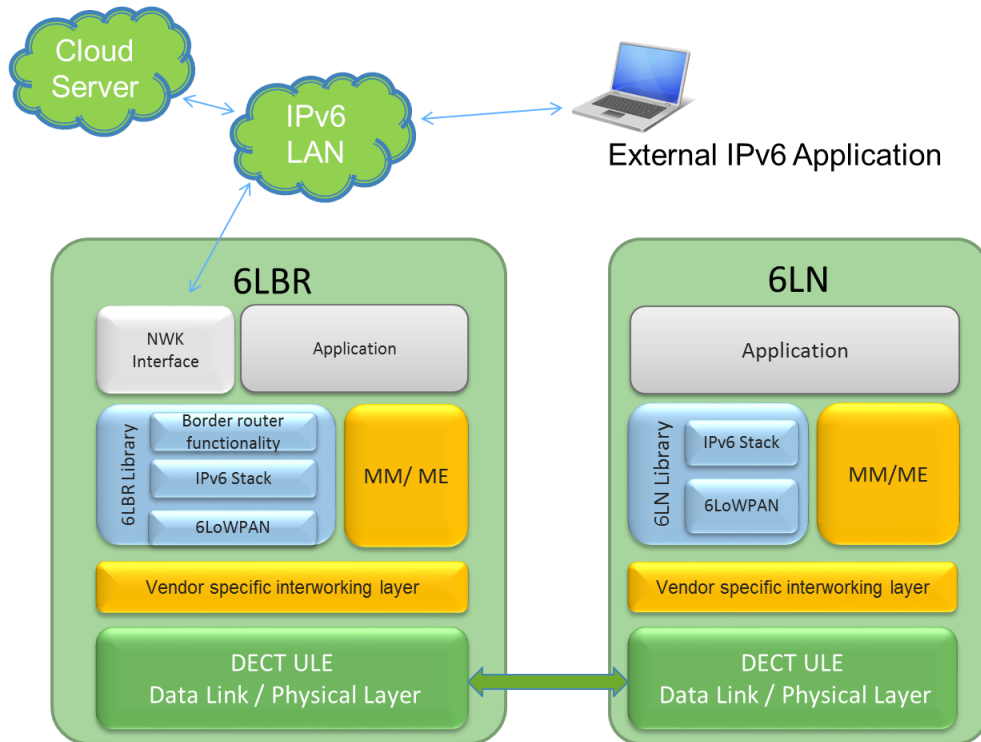 Cloud
Server
IPv6
LAN
External IPv6 Application
6LBR
NWK
Interface
Application
6LBR Library
Border router
functionality
IPv6 Stack
6LoWPAN
MM/ ME
Vendor specific interworking layer
DECT ULE
Data Link / Physical Layer
6LN
Application
6LN Library
IPv6 Stack
6LoWPAN
MM/ME
Vendor specific interworking layer
DECT ULE
Data Link / Physical Layer